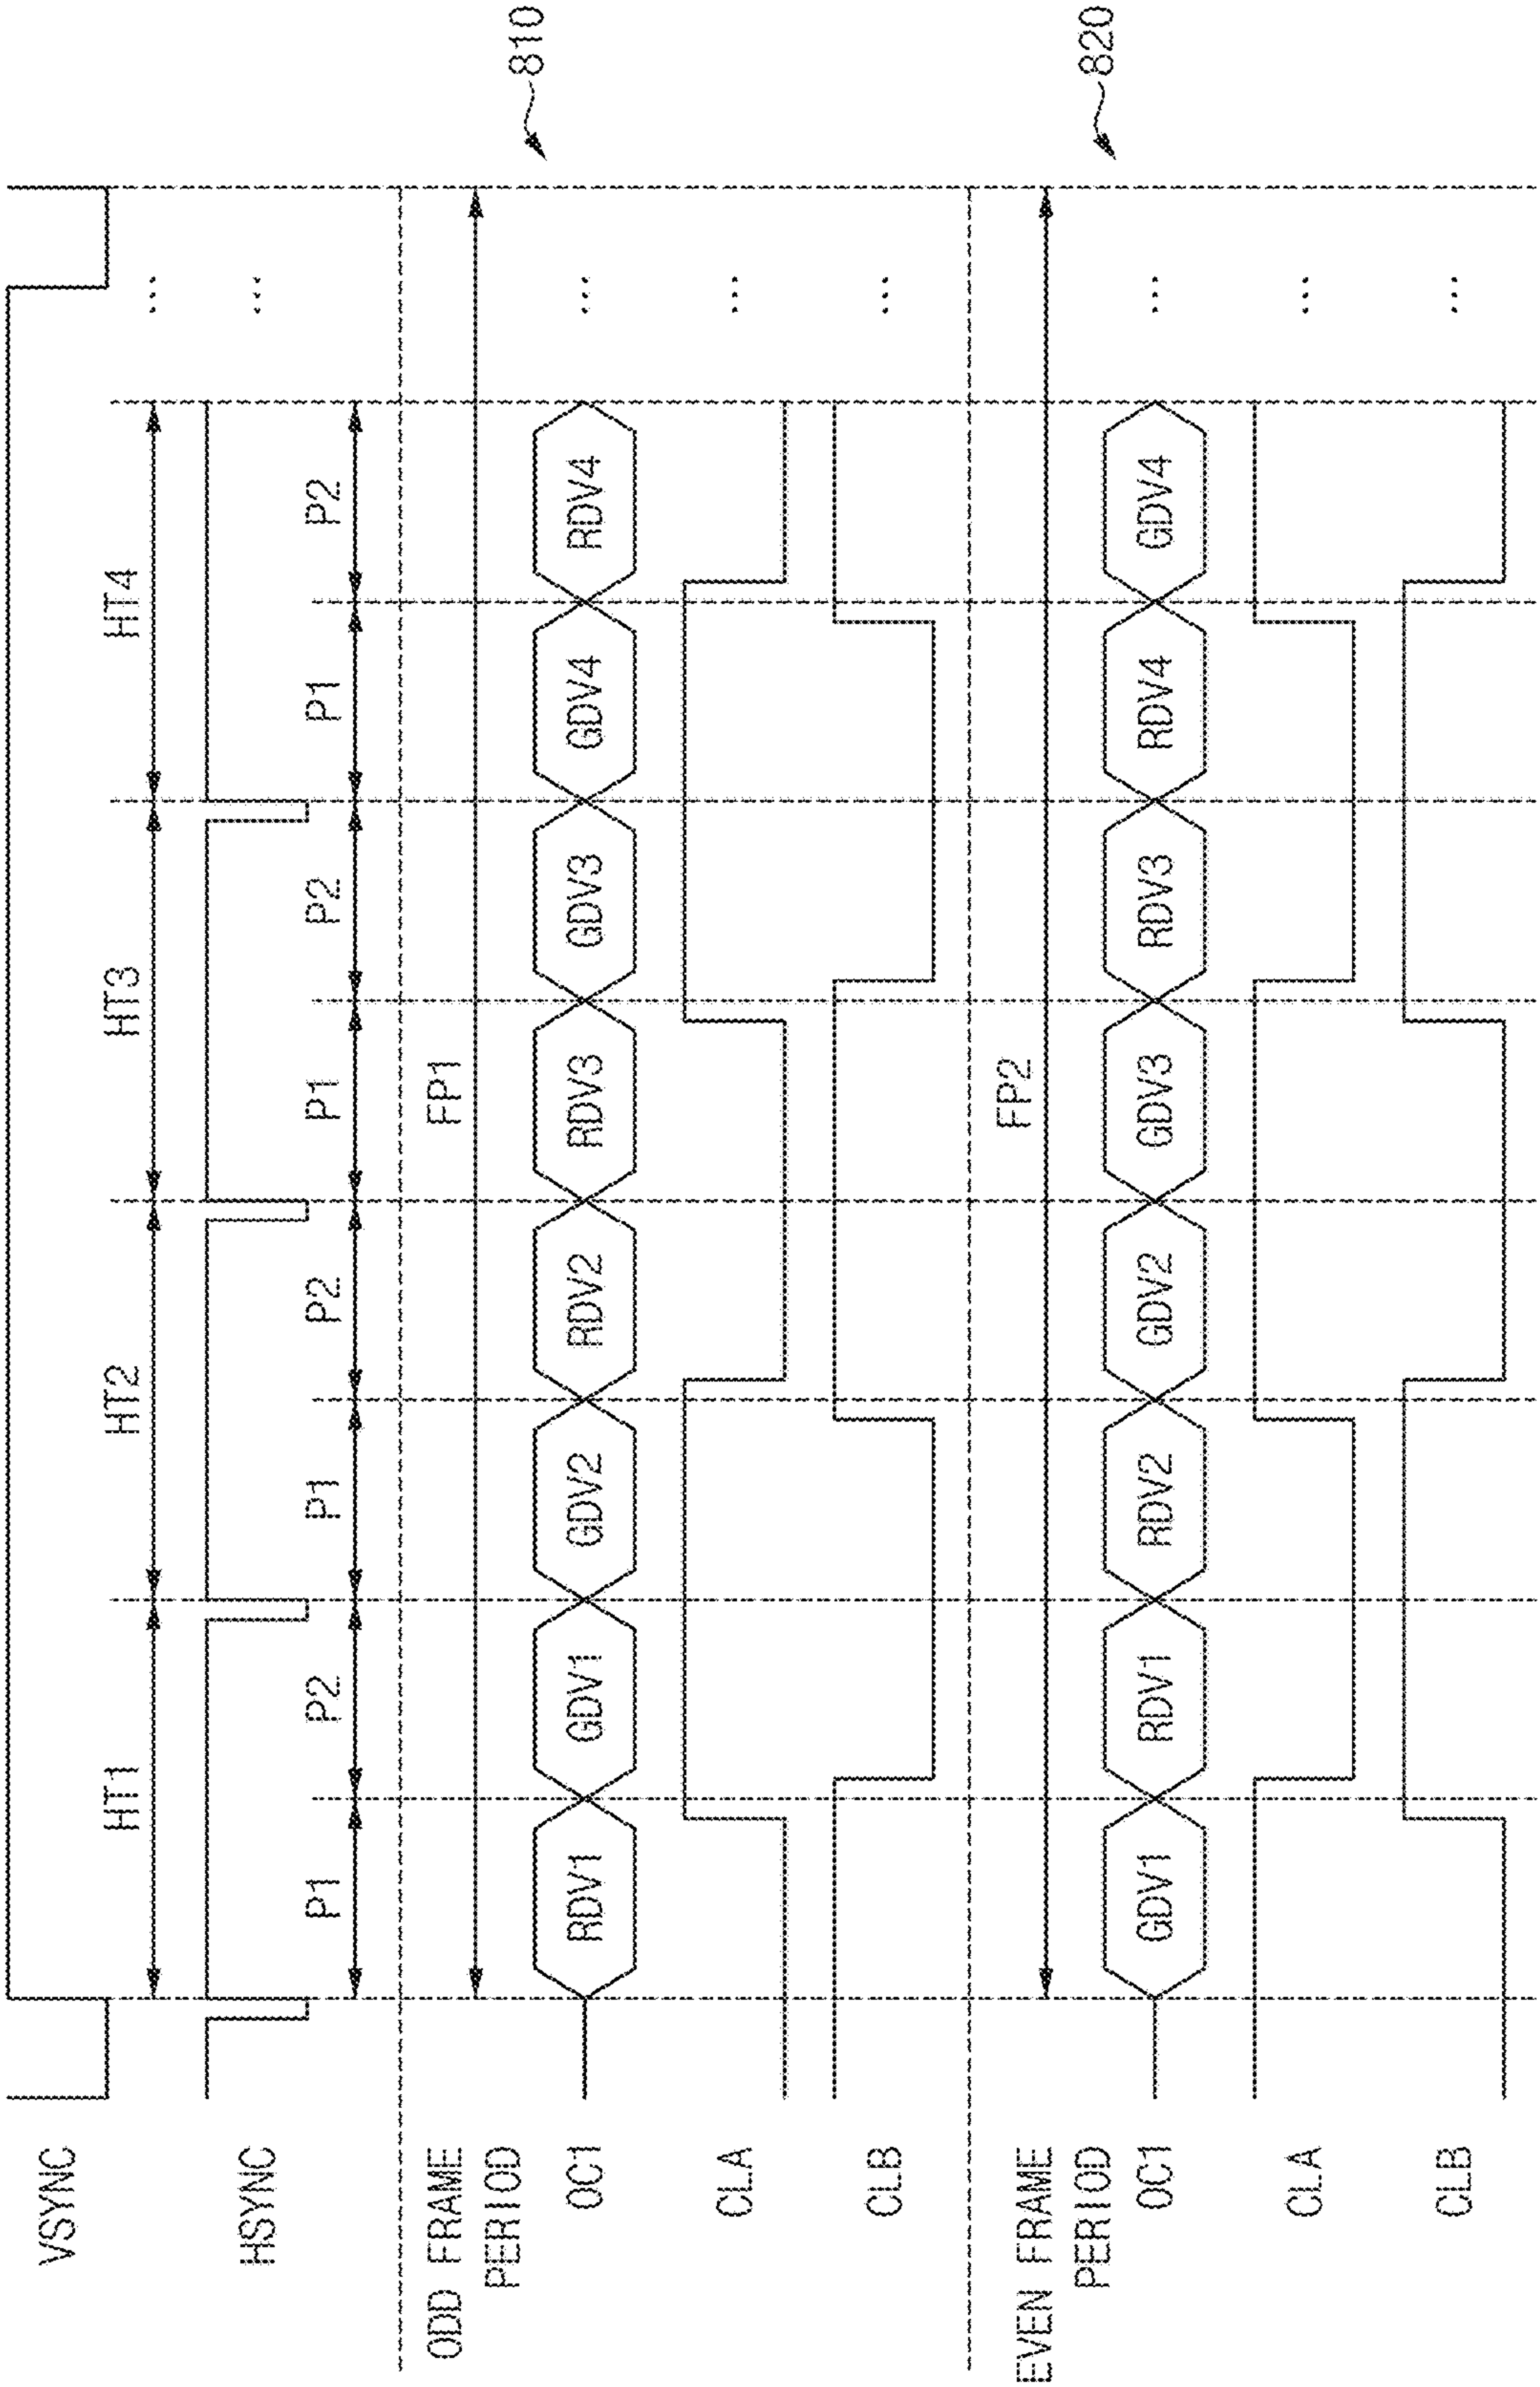 VSYNC
HT1 HT2 HT3 HT4 ...
HSYNC ...
P1 P2 P1 P2 P1 P2 P1 P2
ODD FRAME
PERIOD
FP1
810
OC1 RDV1 GDV1 GDV2 RDV2 RDV3 GDV3 GDV4 RDV4 ...
CLA ...
CLB ...
EVEN FRAME
PERIOD
FP2
820
OC1 GDV1 RDV1 RDV2 GDV2 GDV3 RDV3 RDV4 GDV4 ...
CLA ...
CLB ...